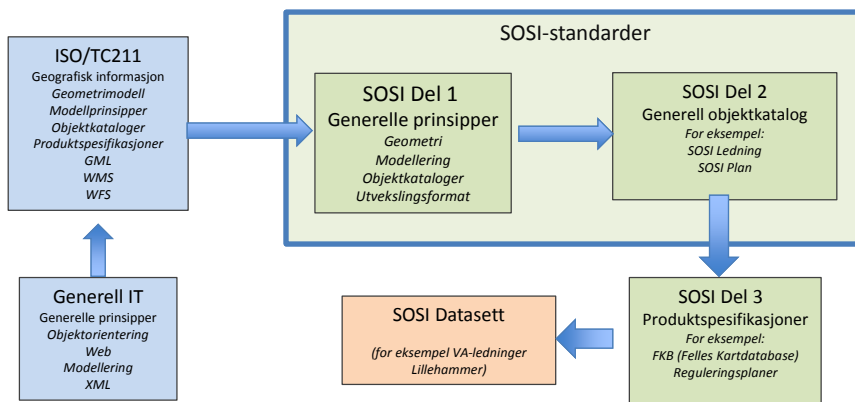 SOSI-standarder
ISO/TC211
Geografisk informasjon
Geometrimodell
Modellprinsipper
Objektkataloger
Produktspesifikasjoner
GML
WMS
WFS
SOSI Del 1
Generelle prinsipper
Geometri
Modellering
Objektkataloger
Utvekslingsformat
SOSI Del 2
Generell objektkatalog
For eksempel:
SOSI Ledning
SOSI Plan
Generell IT
Generelle prinsipper
Objektorientering
Web
Modellering
XML
SOSI Datasett
(for eksempel VA-ledninger
Lillehammer)
SOSI Del 3
Produktspesifikasjoner
For eksempel:
FKB (Felles Kartdatabase)
Reguleringsplaner